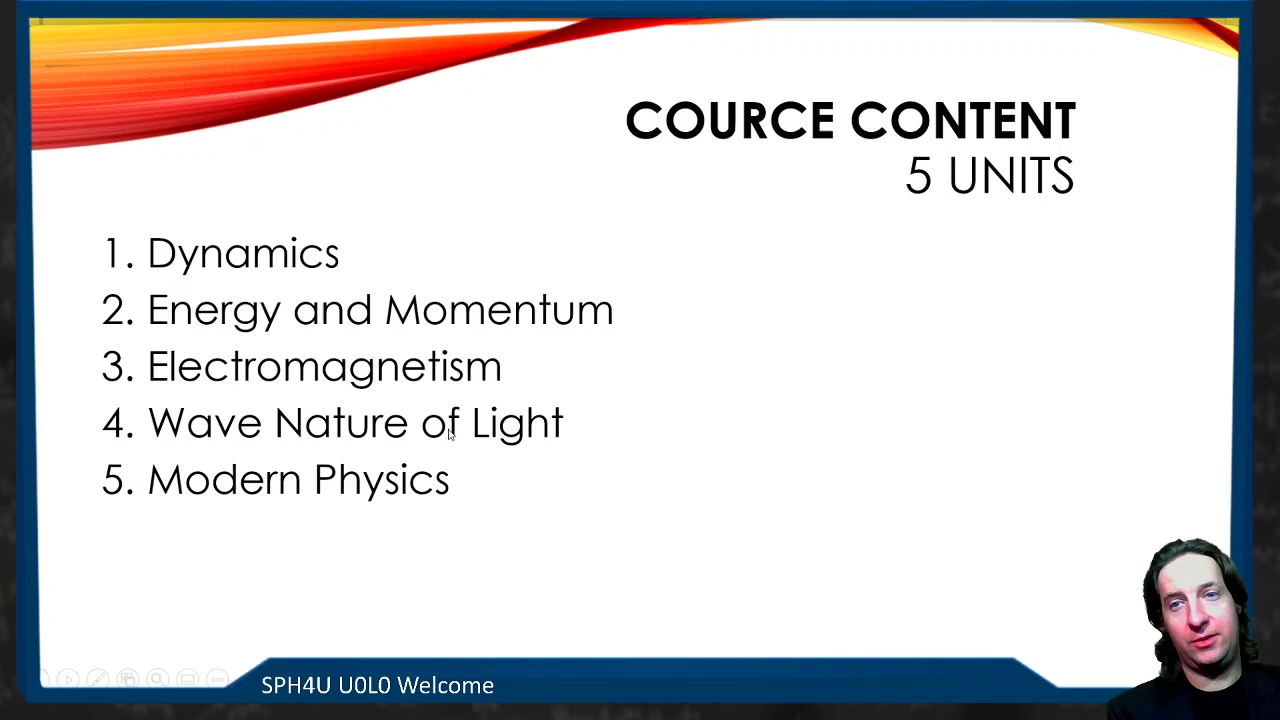 COURCE CONTENT
5 UNITS
1. Dynamics
2. Energy and Momentum
3. Electromagnetism
4. Wave Nature of Light
5. Modern Physics
SPH4U U0L0 Welcome